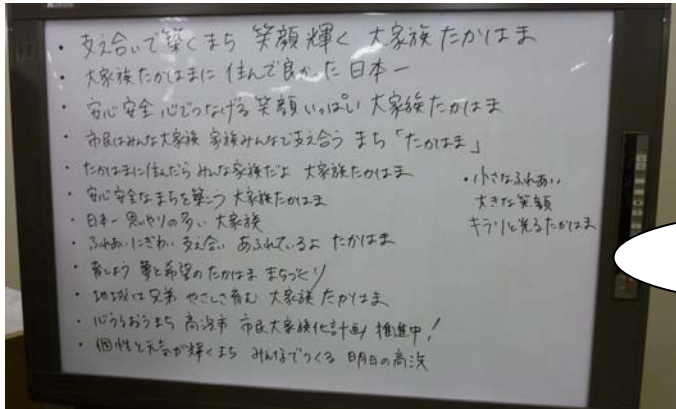 ・支え合いで築くまち 笑顔輝く 大家族たかはま
・大家族たかはまに 住んで良かった 日本一
・安心安全 心でつなげる 笑顔いっぱい 大家族たかはま
・市民はみんな大家族 家族みんなで支え合う まち「たかはま」
・たかはまに住んだら みんな家族だよ 大家族たかはま
・安心安全なまちを築こう 大家族たかはま
・日本一 思いやりの多い 大家族
・ふれあい にぎわい 支え合い あふれているよ たかはま
・育しよう 夢と希望のたかはま まちづくり
・地域は兄弟 やさしさ育む 大家族 たかはま
・心うるおうまち 高浜市 市民大家族化計画 推進中!
・個性と元気が輝くまち みんなでつくる 明日の高浜
・小さなふれあい
大きな笑顔
キラリと光るたかはま